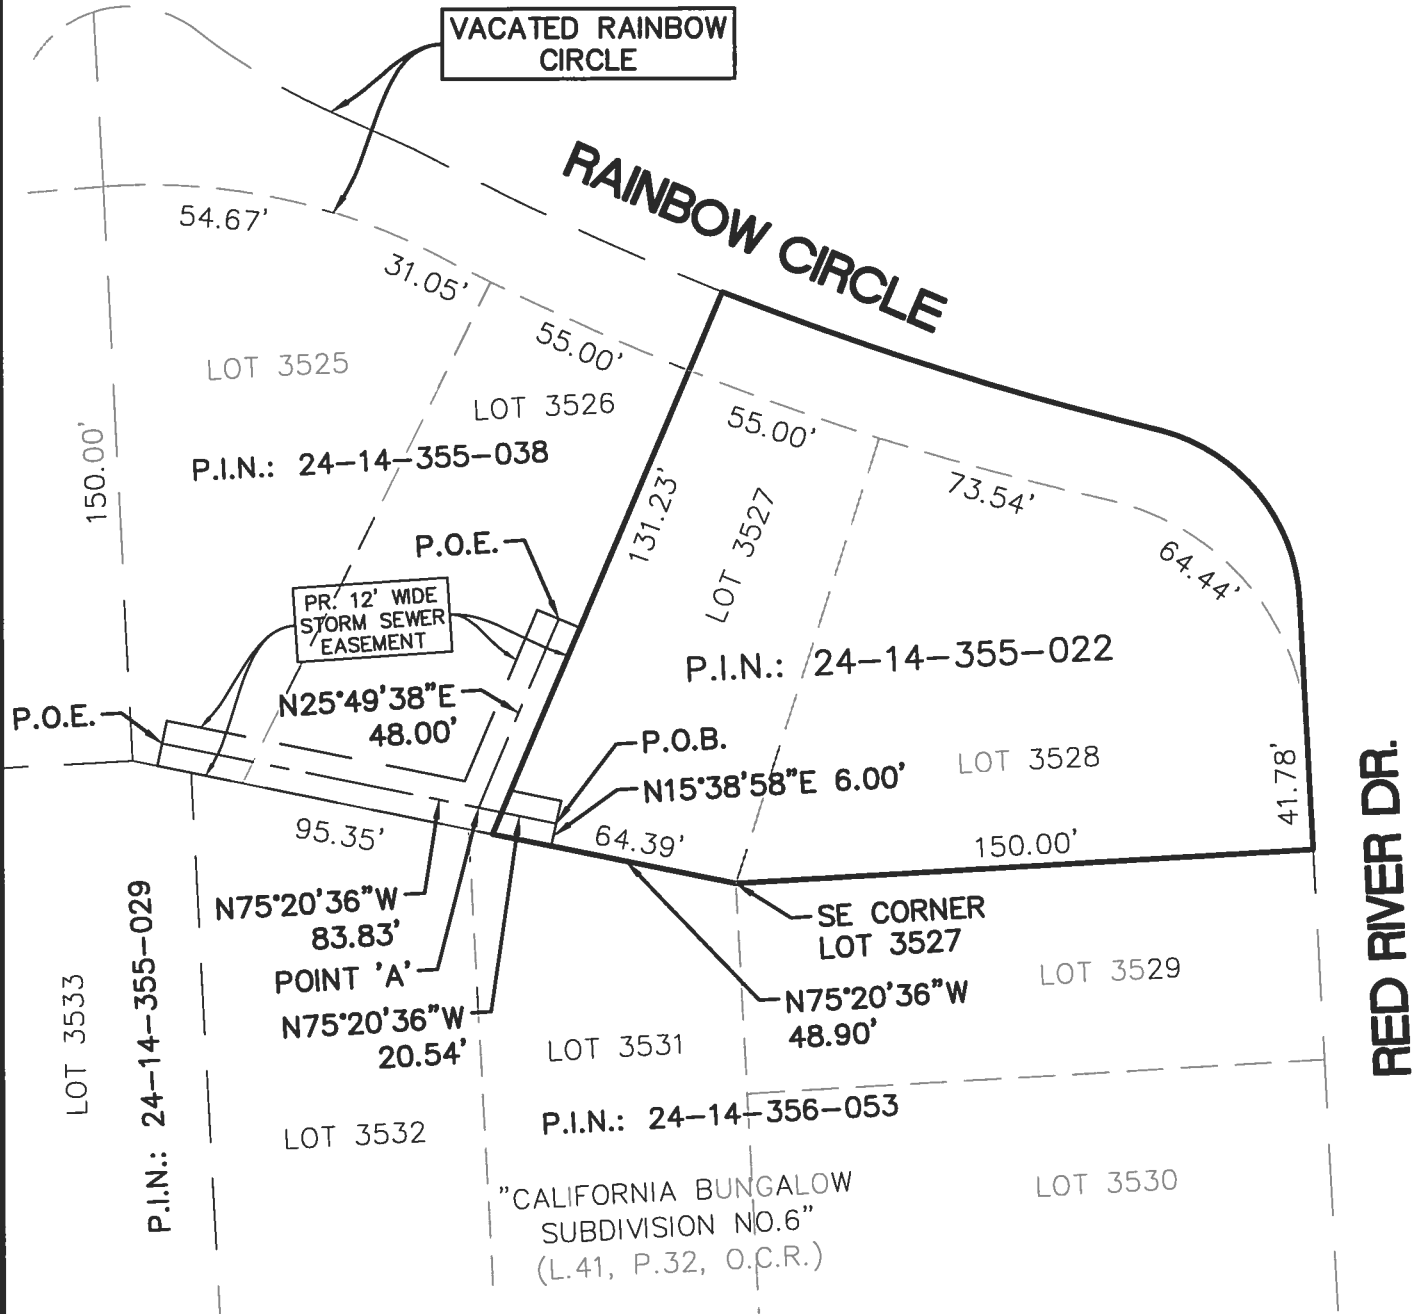 VACATED RAINBOW
CIRCLE
RAINBOW CIRCLE
54.67'
31.05'
55.00'
LOT 3525
LOT 3526
55.00'
73.54'
P.I.N.: 24-14-355-038
150.00'
131.23'
LOT 3527
64.44'
P.O.E.
PR. 12' WIDE
STORM SEWER
EASEMENT
P.I.N.: 24-14-355-022
N25°49'38"E
48.00'
P.O.E.
P.O.B.
N15°38'58"E 6.00'
LOT 3528
41.78'
RED RIVER DR.
95.35'
64.39'
150.00'
N75°20'36"W
83.83'
SE CORNER
LOT 3527
POINT 'A'
N75°20'36"W
20.54'
N75°20'36"W
48.90'
LOT 3529
LOT 3533
P.I.N.: 24-14-355-029
LOT 3531
LOT 3532
P.I.N.: 24-14-356-053
"CALIFORNIA BUNGALOW
SUBDIVISION NO.6"
(L.41, P.32, O.C.R.)
LOT 3530